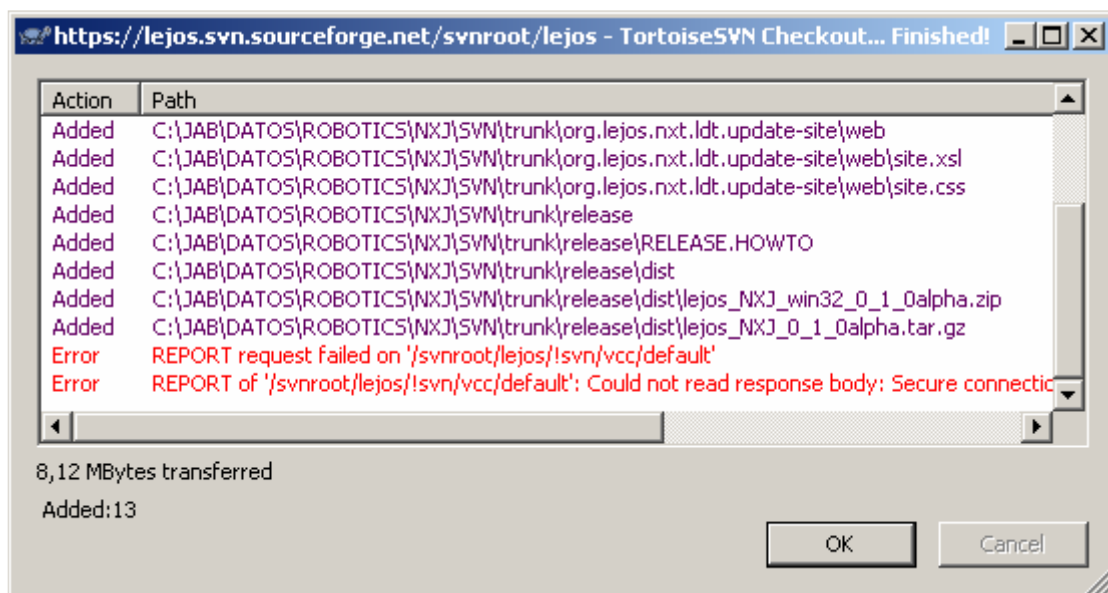 https://lejos.svn.sourceforge.net/svnroot/lejos - TortoiseSVN Checkout... Finished!
Action Path
Added C:\JAB\DATOS\ROBOTICS\NXJ\SVN\trunk\org.lejos.nxt.ldt.update-site\web
Added C:\JAB\DATOS\ROBOTICS\NXJ\SVN\trunk\org.lejos.nxt.ldt.update-site\web\site.xsl
Added C:\JAB\DATOS\ROBOTICS\NXJ\SVN\trunk\org.lejos.nxt.ldt.update-site\web\site.css
Added C:\JAB\DATOS\ROBOTICS\NXJ\SVN\trunk\release
Added C:\JAB\DATOS\ROBOTICS\NXJ\SVN\trunk\release\RELEASE.HOWTO
Added C:\JAB\DATOS\ROBOTICS\NXJ\SVN\trunk\release\dist
Added C:\JAB\DATOS\ROBOTICS\NXJ\SVN\trunk\release\dist\lejos_NXJ_win32_0_1_0alpha.zip
Added C:\JAB\DATOS\ROBOTICS\NXJ\SVN\trunk\release\dist\lejos_NXJ_0_1_0alpha.tar.gz
Error REPORT request failed on '/svnroot/lejos/!svn/vcc/default'
Error REPORT of '/svnroot/lejos/!svn/vcc/default': Could not read response body: Secure connectic
8,12 MBytes transferred
Added:13
OK Cancel